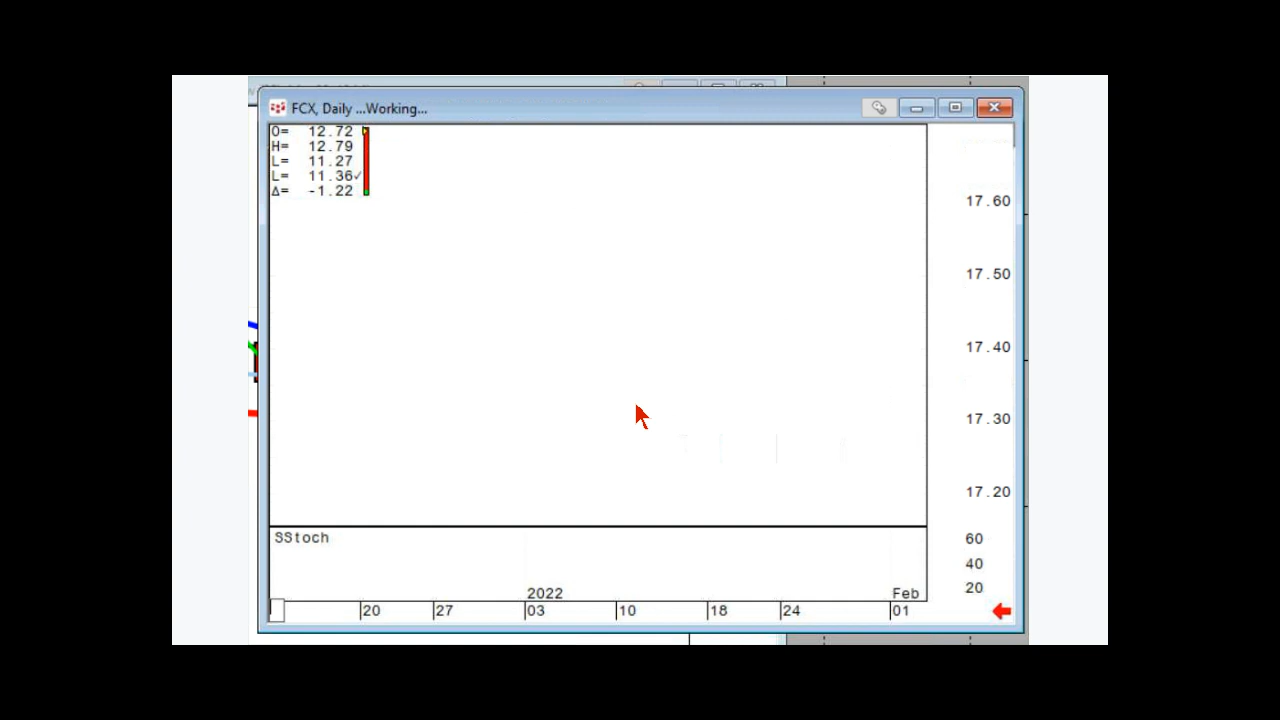 FCX, Daily ...Working...
O= 12.72
H= 12.79
L= 11.27
L= 11.36✓
Δ= -1.22
17.60
17.50
17.40
17.30
17.20
SStoch
60
40
20
2022 Feb
20 27 03 10 18 24 01